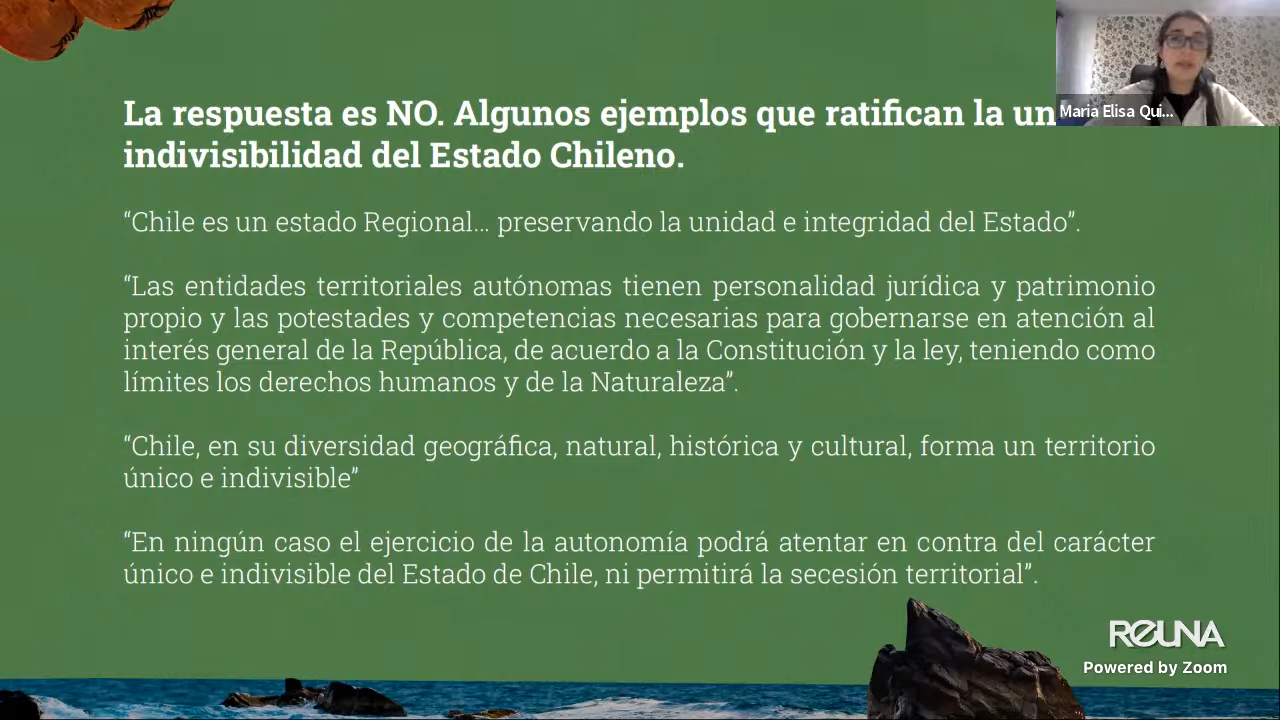 La respuesta es NO. Algunos ejemplos que ratifican la
indivisibilidad del Estado Chileno.
Maria Elisa Qui...
“Chile es un estado Regional… preservando la unidad e integridad del Estado”.
“Las entidades territoriales autónomas tienen personalidad jurídica y patrimonio
propio y las potestades y competencias necesarias para gobernarse en atención al
interés general de la República, de acuerdo a la Constitución y la ley, teniendo como
límites los derechos humanos y de la Naturaleza”.
“Chile, en su diversidad geográfica, natural, histórica y cultural, forma un territorio
único e indivisible”
“En ningún caso el ejercicio de la autonomía podrá atentar en contra del carácter
único e indivisible del Estado de Chile, ni permitirá la secesión territorial”.
REUNA
Powered by Zoom